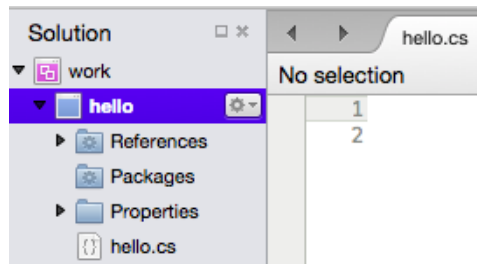 Solution
work
hello
References
Packages
Properties
hello.cs
hello.cs
No selection
1
2